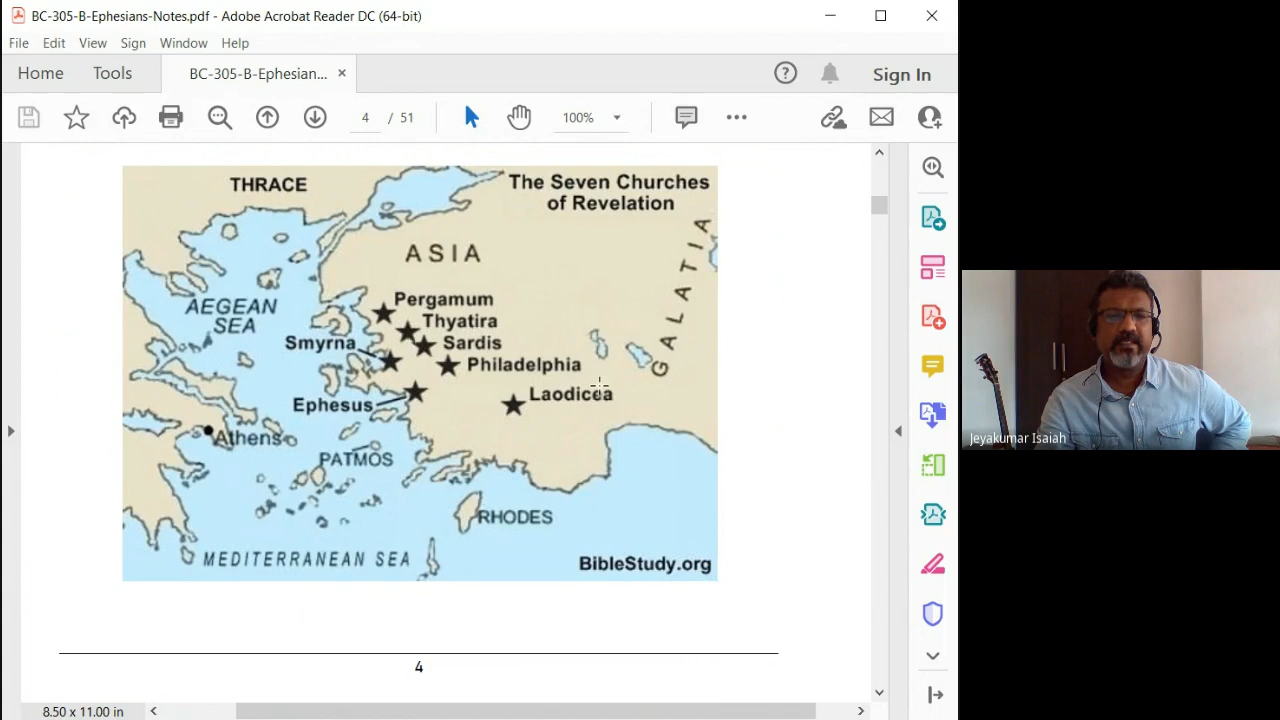 BC-305-B-Ephesians-Notes.pdf - Adobe Acrobat Reader DC (64-bit)
File Edit View Sign Window Help
Home Tools BC-305-B-Ephesian... × Sign In
4 / 51 100%
THRACE
The Seven Churches
of Revelation
ASIA
GALATIA
AEGEAN
SEA
Pergamum
Thyatira
Smyrna
Sardis
Philadelphia
Laodicea
Ephesus
Athens
PATMOS
RHODES
MEDITERRANEAN SEA
BibleStudy.org
4
8.50 x 11.00 in
Jeyakumar Isaiah